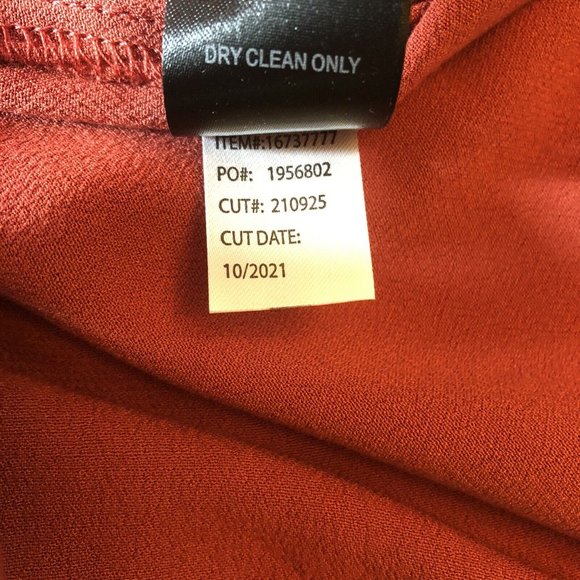 DRY CLEAN ONLY
ITEM#:16737777
PO#: 1956802
CUT#: 210925
CUT DATE:
10/2021